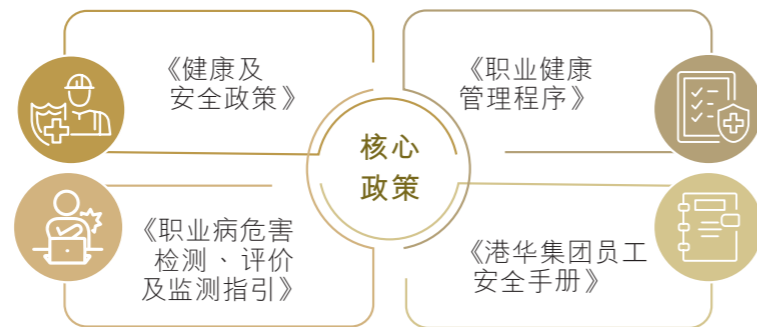 《健康及
安全政策》
《职业健康
管理程序》
核心
政策
《职业病危害
检测、评价
及监测指引》
《港华集团员工
安全手册》